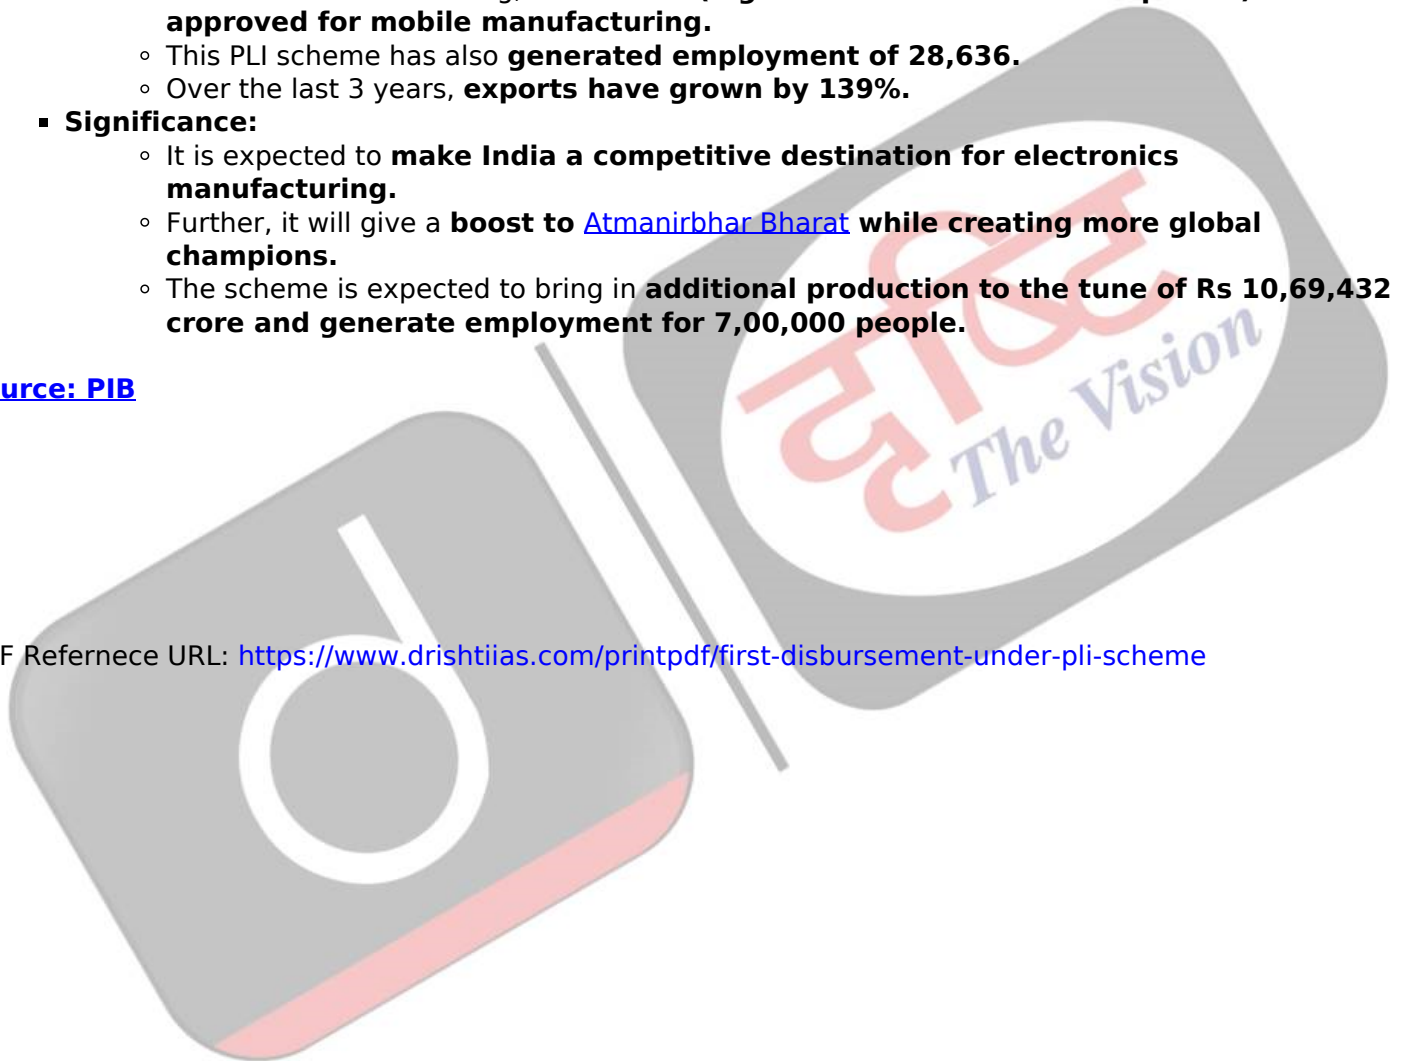 approved for mobile manufacturing.
◦ This PLI scheme has also generated employment of 28,636.
◦ Over the last 3 years, exports have grown by 139%.
▪ Significance:
◦ It is expected to make India a competitive destination for electronics
manufacturing.
◦ Further, it will give a boost to Atmanirbhar Bharat while creating more global
champions.
◦ The scheme is expected to bring in additional production to the tune of Rs 10,69,432
crore and generate employment for 7,00,000 people.
दृष्टि
The Vision
urce: PIB
F Refernece URL: https://www.drishtiias.com/printpdf/first-disbursement-under-pli-scheme